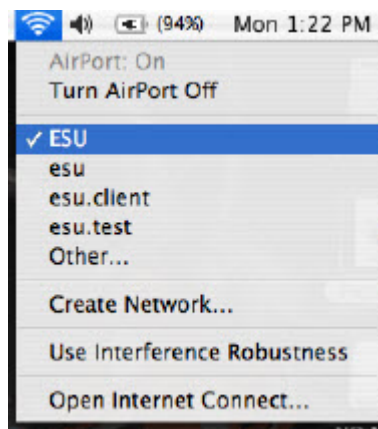 (94%) Mon 1:22 PM
AirPort: On
Turn AirPort Off
✓ ESU
esu
esu.client
esu.test
Other...
Create Network...
Use Interference Robustness
Open Internet Connect...